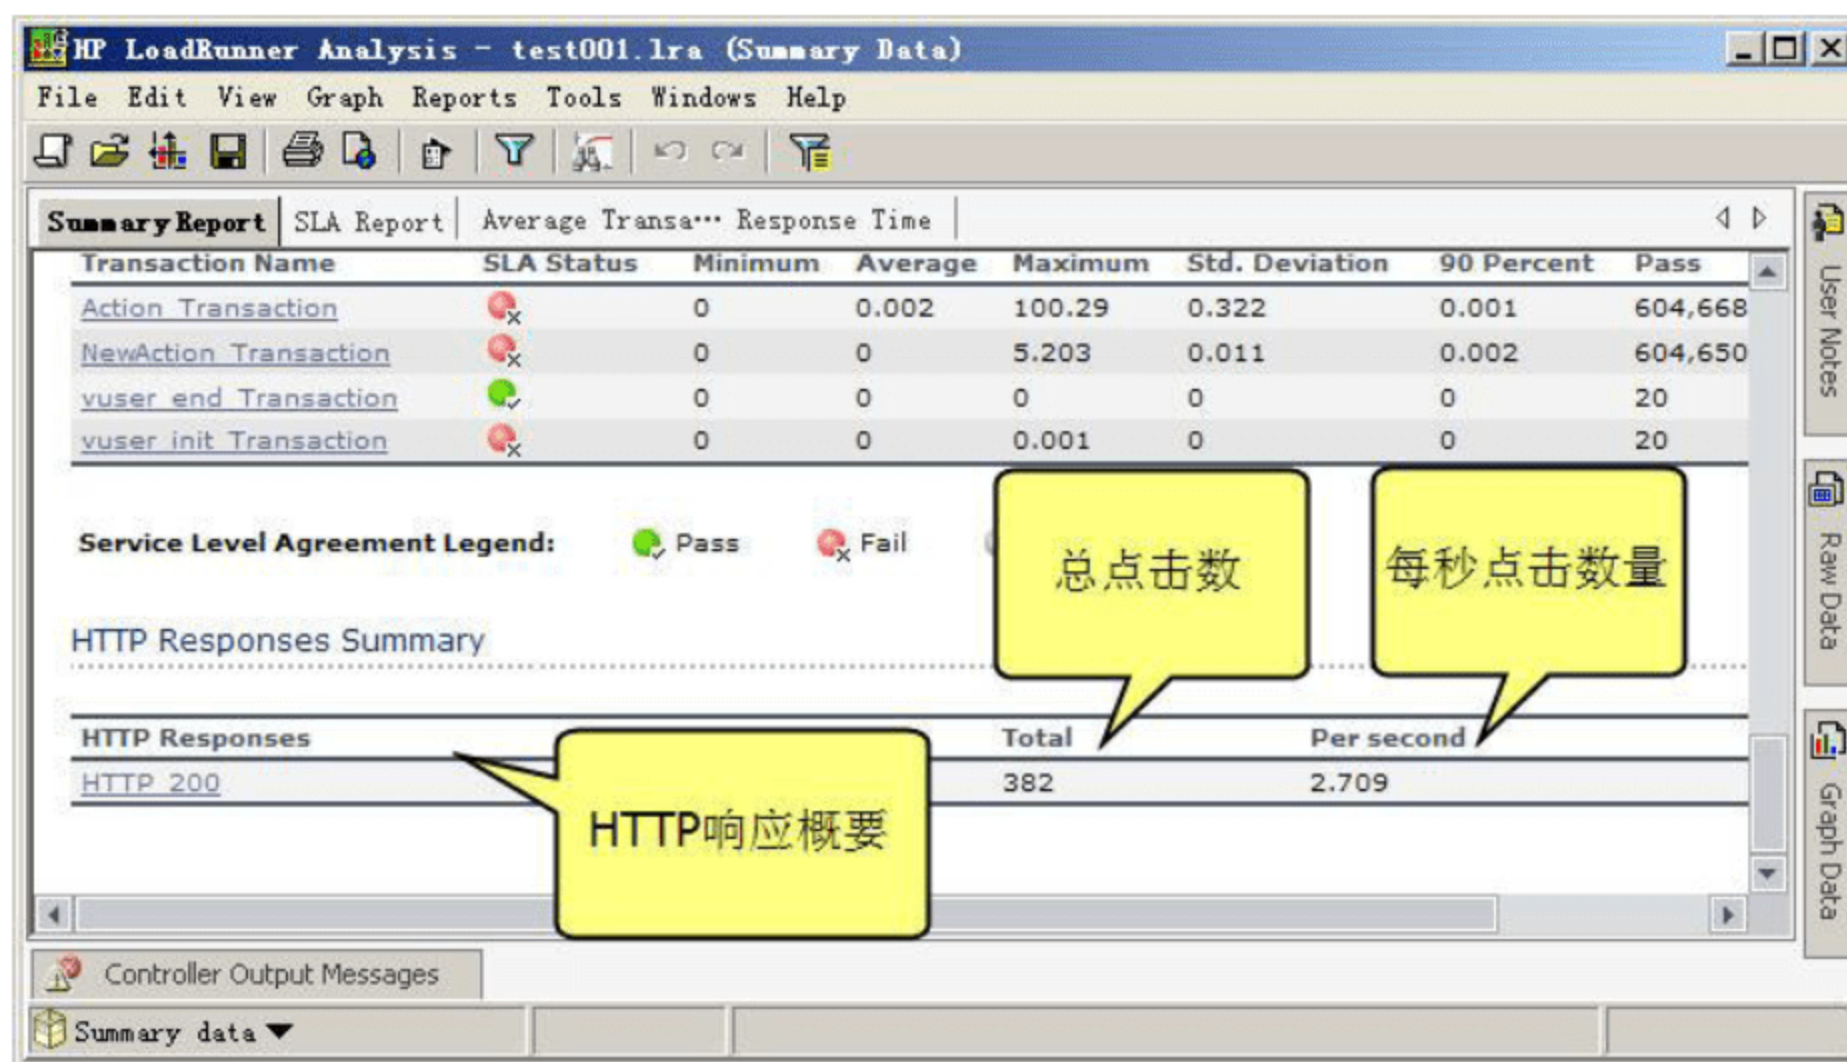 HP LoadRunner Analysis - test001.lra (Summary Data)
File Edit View Graph Reports Tools Windows Help
Summary Report SLA Report Average Transa… Response Time
Transaction Name SLA Status Minimum Average Maximum Std. Deviation 90 Percent Pass
Action_Transaction 0 0.002 100.29 0.322 0.001 604,668
NewAction_Transaction 0 0 5.203 0.011 0.002 604,650
vuser_end_Transaction 0 0 0 0 0 20
vuser_init_Transaction 0 0 0.001 0 0 20
Service Level Agreement Legend: Pass Fail
总点击数
每秒点击数量
HTTP Responses Summary
HTTP Responses Total Per second
HTTP_200 382 2.709
HTTP响应概要
User Notes
Raw Data
Graph Data
Controller Output Messages
Summary data